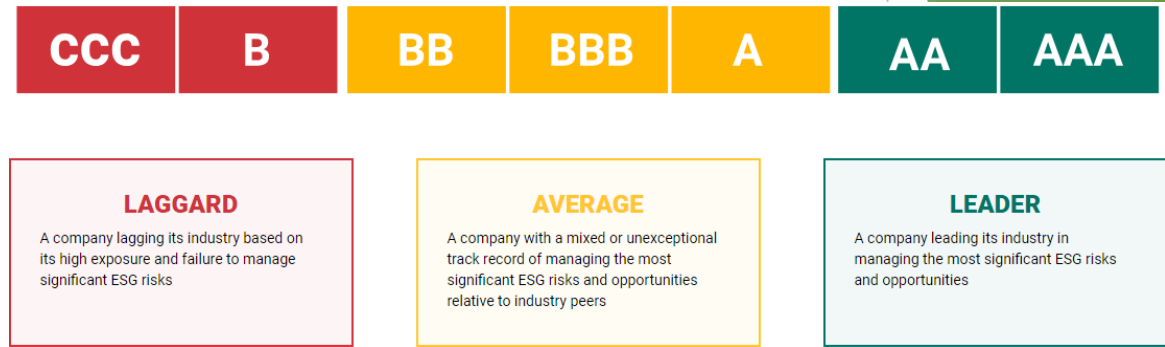 CCC B BB BBB A AA AAA
LAGGARD
A company lagging its industry based on
its high exposure and failure to manage
significant ESG risks
AVERAGE
A company with a mixed or unexceptional
track record of managing the most
significant ESG risks and opportunities
relative to industry peers
LEADER
A company leading its industry in
managing the most significant ESG risks
and opportunities